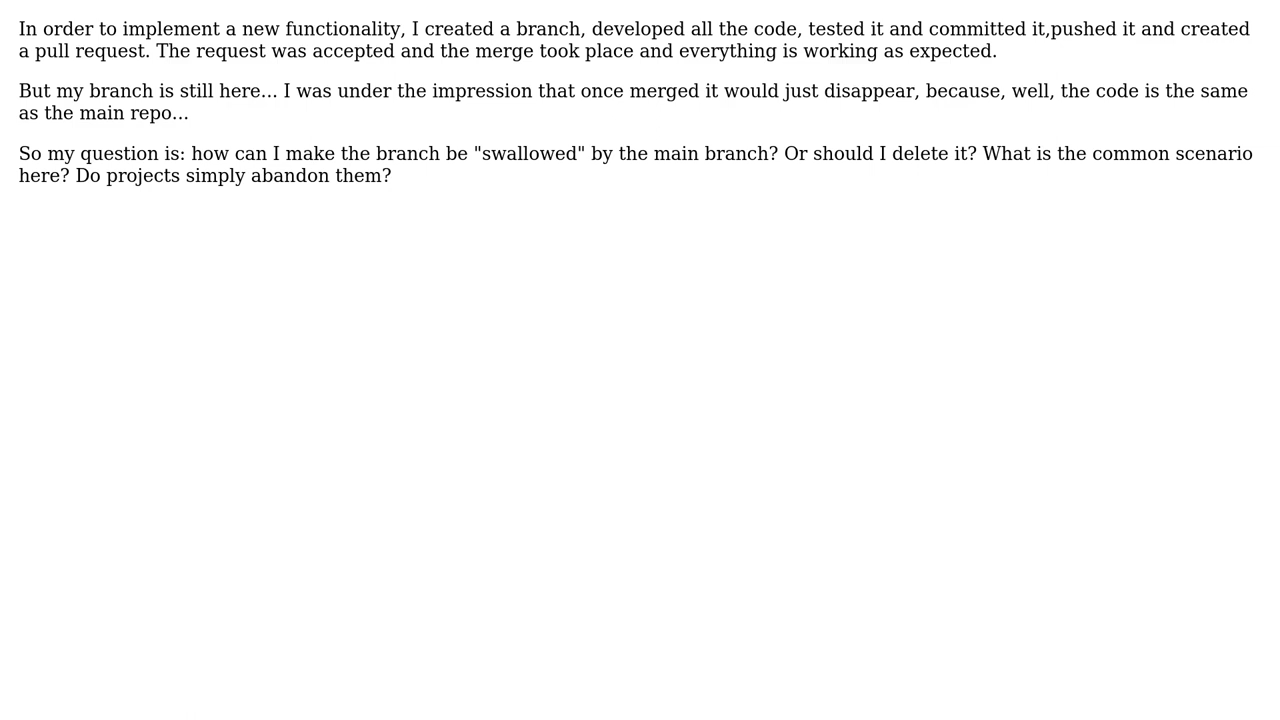 In order to implement a new functionality, I created a branch, developed all the code, tested it and committed it,pushed it and created
a pull request. The request was accepted and the merge took place and everything is working as expected.
But my branch is still here... I was under the impression that once merged it would just disappear, because, well, the code is the same
as the main repo...
So my question is: how can I make the branch be "swallowed" by the main branch? Or should I delete it? What is the common scenario
here? Do projects simply abandon them?